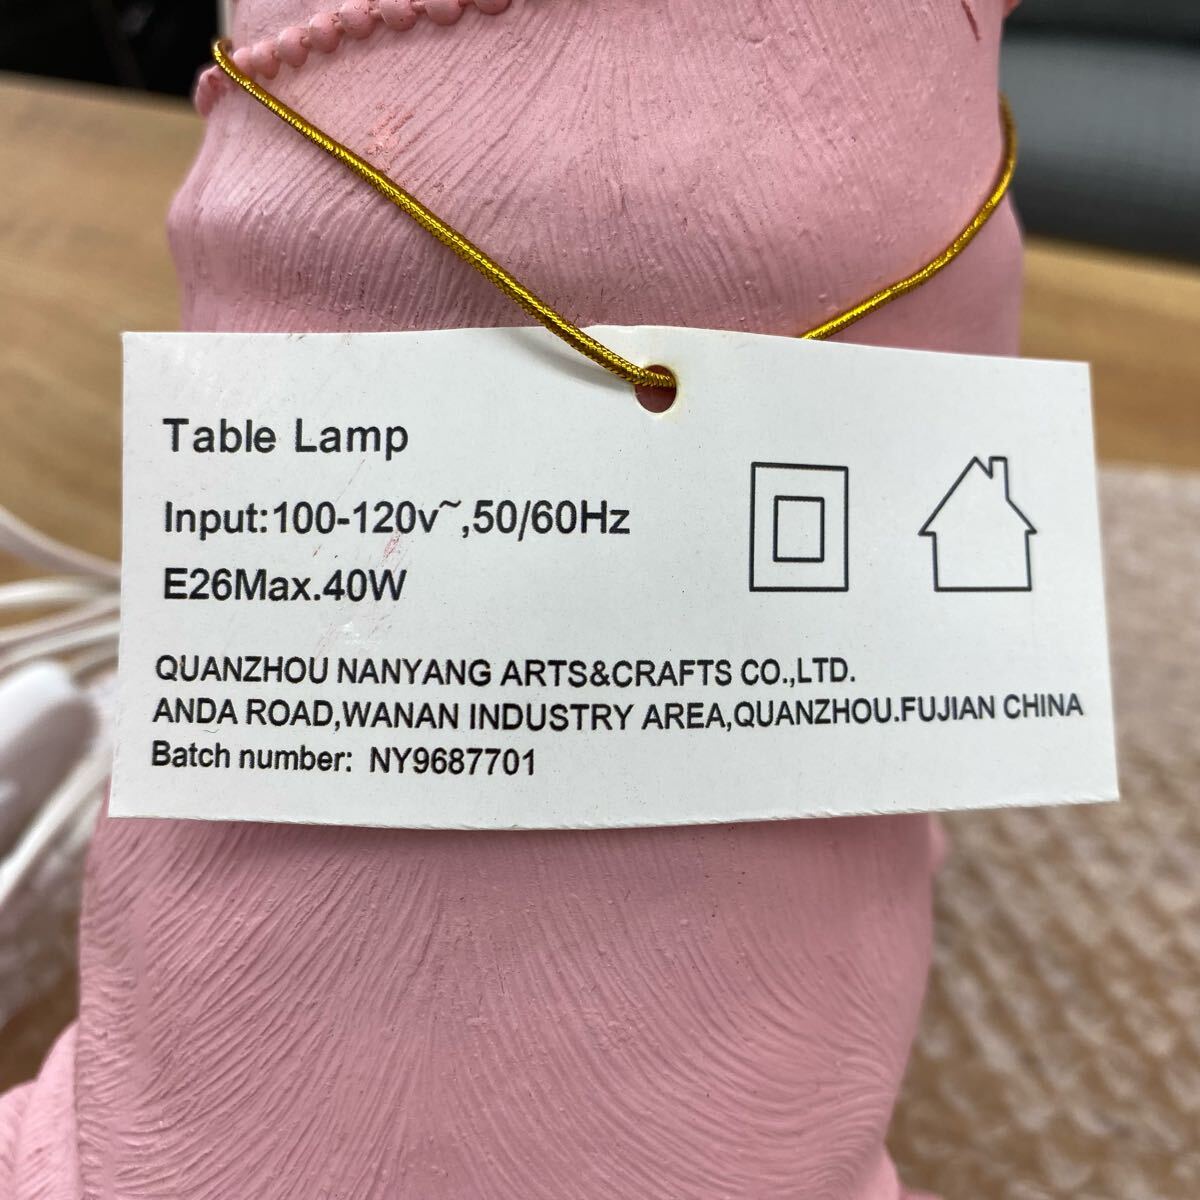 Table Lamp
Input:100-120v~,50/60Hz
E26Max.40W
QUANZHOU NANYANG ARTS&CRAFTS CO.,LTD.
ANDA ROAD,WANAN INDUSTRY AREA,QUANZHOU.FUJIAN CHINA
Batch number: NY9687701